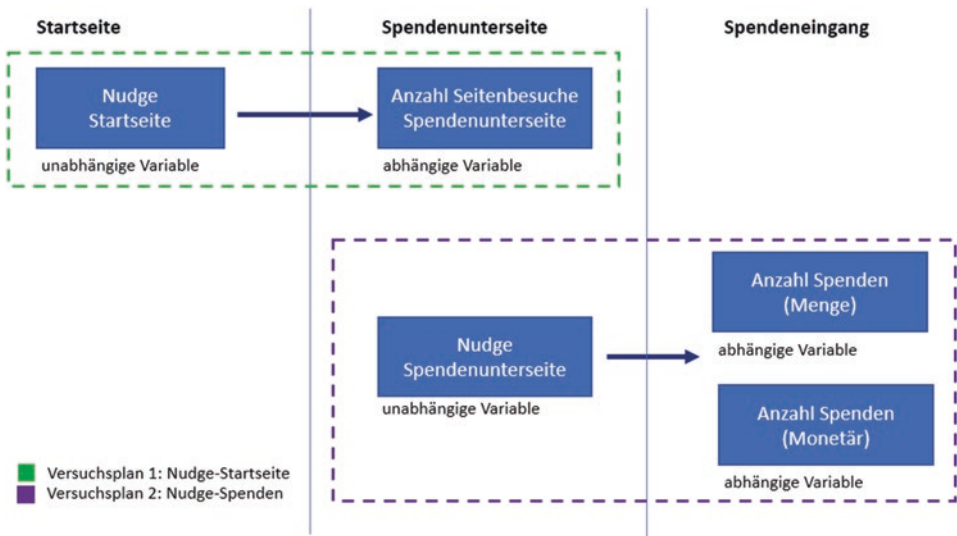 Startseite
Spendenunterseite
Spendeneingang
Nudge
Startseite
unabhängige Variable
Anzahl Seitenbesuche
Spendenunterseite
abhängige Variable
Anzahl Spenden
(Menge)
abhängige Variable
Nudge
Spendenunterseite
unabhängige Variable
Anzahl Spenden
(Monetär)
abhängige Variable
Versuchsplan 1: Nudge-Startseite
Versuchsplan 2: Nudge-Spenden